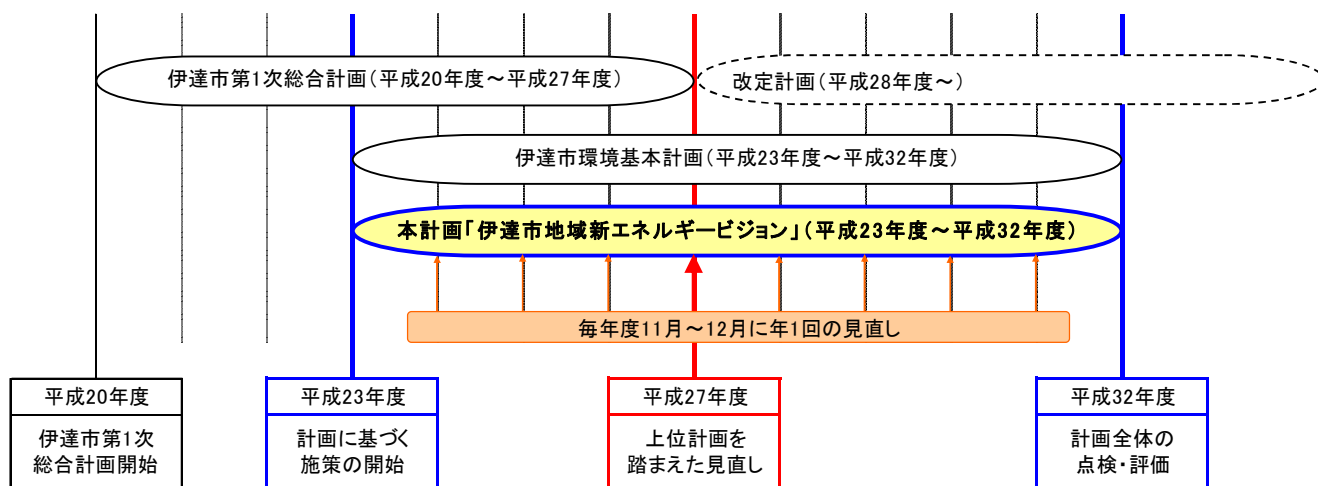 伊達市第1次総合計画(平成20年度～平成27年度)
改定計画(平成28年度～)
伊達市環境基本計画(平成23年度～平成32年度)
本計画「伊達市地域新エネルギービジョン」(平成23年度～平成32年度)
毎年度11月～12月に年1回の見直し
平成20年度
伊達市第1次
総合計画開始
平成23年度
計画に基づく
施策の開始
平成27年度
上位計画を
踏まえた見直し
平成32年度
計画全体の
点検・評価